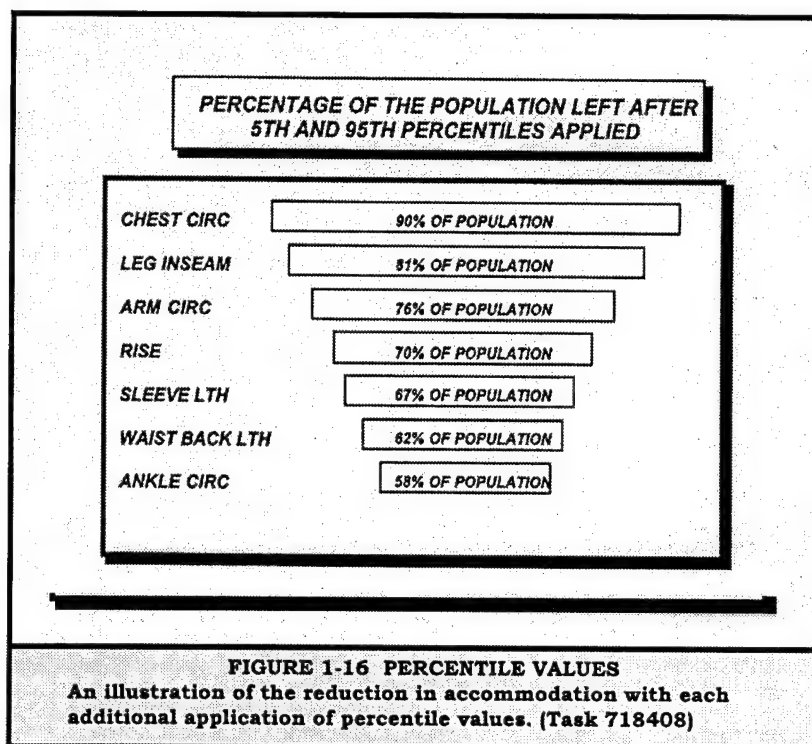 PERCENTAGE OF THE POPULATION LEFT AFTER
5TH AND 95TH PERCENTILES APPLIED
CHEST CIRC 90% OF POPULATION
LEG INSEAM 81% OF POPULATION
ARM CIRC 76% OF POPULATION
RISE 70% OF POPULATION
SLEEVE LTH 67% OF POPULATION
WAIST BACK LTH 62% OF POPULATION
ANKLE CIRC 58% OF POPULATION
FIGURE 1-16 PERCENTILE VALUES
An illustration of the reduction in accommodation with each
additional application of percentile values. (Task 718408)